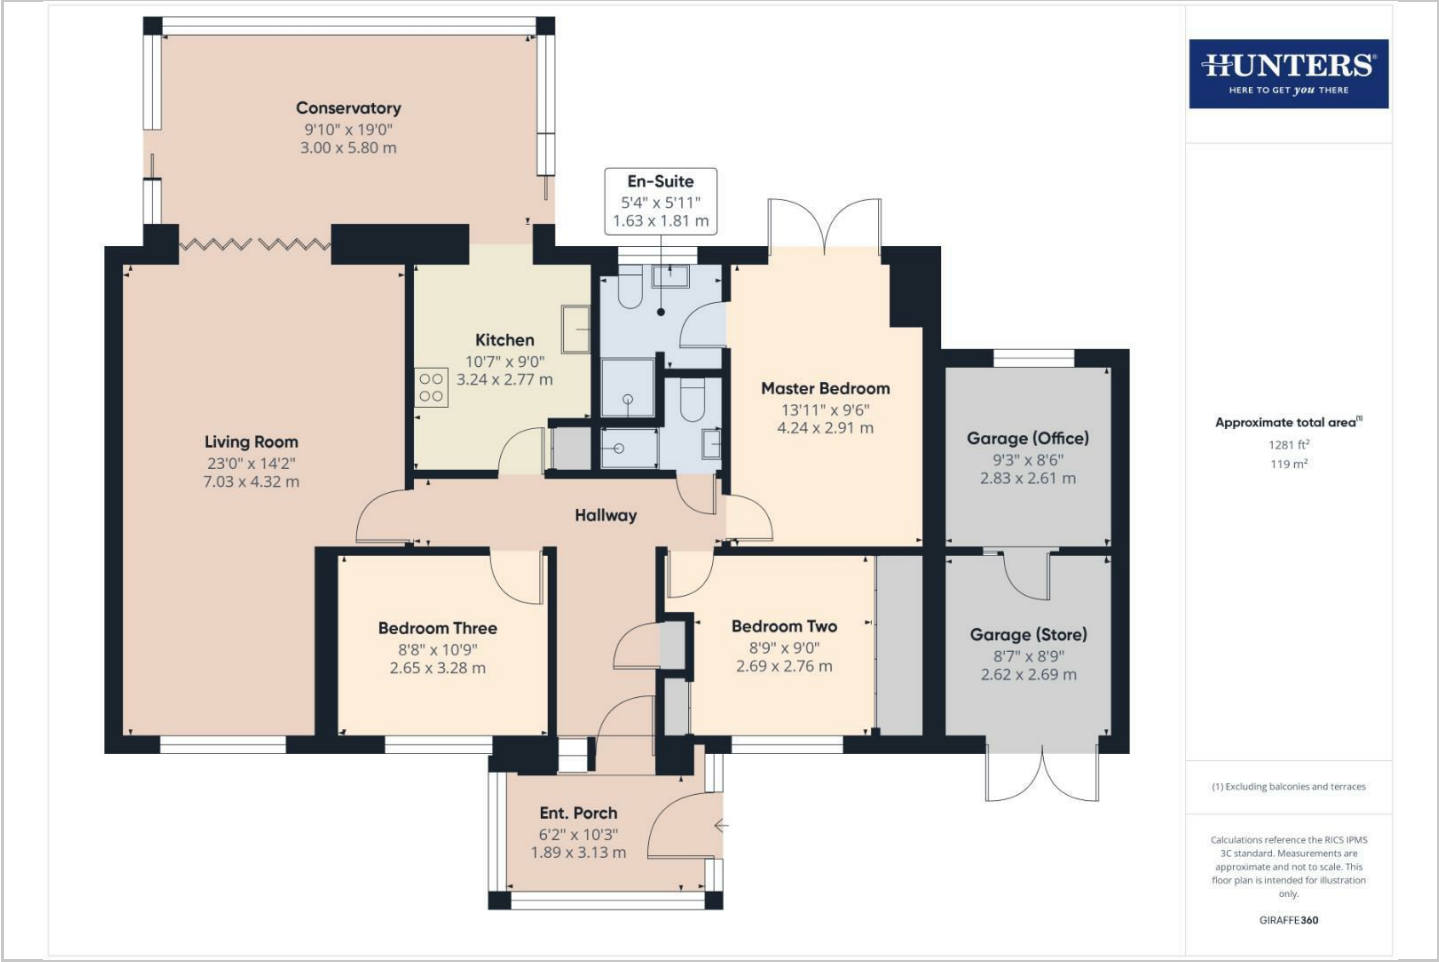 Conservatory
9'10" x 19'0"
3.00 x 5.80 m
En-Suite
5'4" x 5'11"
1.63 x 1.81 m
Kitchen
10'7" x 9'0"
3.24 x 2.77 m
Living Room
23'0" x 14'2"
7.03 x 4.32 m
Master Bedroom
13'11" x 9'6"
4.24 x 2.91 m
Garage (Office)
9'3" x 8'6"
2.83 x 2.61 m
Hallway
Bedroom Three
8'8" x 10'9"
2.65 x 3.28 m
Bedroom Two
8'9" x 9'0"
2.69 x 2.76 m
Garage (Store)
8'7" x 8'9"
2.62 x 2.69 m
Ent. Porch
6'2" x 10'3"
1.89 x 3.13 m
HUNTERS®
HERE TO GET you THERE
Approximate total area(1)
1281 ft²
119 m²
(1) Excluding balconies and terraces
Calculations reference the RICS IPMS
3C standard. Measurements are
approximate and not to scale. This
floor plan is intended for illustration
only.
GIRAFFE360